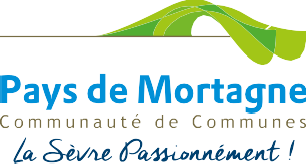 Pays de Mortagne
Communauté de Communes
La Sèvre Passionnément !